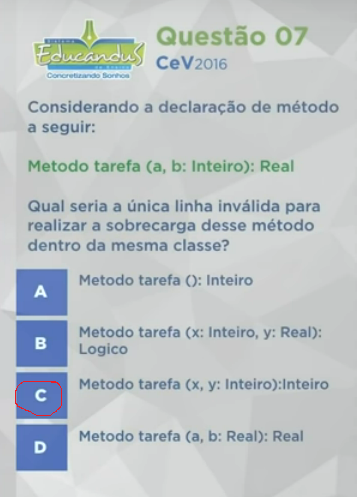 Questão 07
SISTEMA
EducanduS
de Ensino
Concretizando Sonhos
CeV2016
Considerando a declaração de método
a seguir:
Metodo tarefa (a, b: Inteiro): Real
Qual seria a única linha inválida para
realizar a sobrecarga desse método
dentro da mesma classe?
A
Metodo tarefa (): Inteiro
B
Metodo tarefa (x: Inteiro, y: Real):
Logico
C
Metodo tarefa (x, y: Inteiro):Inteiro
D
Metodo tarefa (a, b: Real): Real